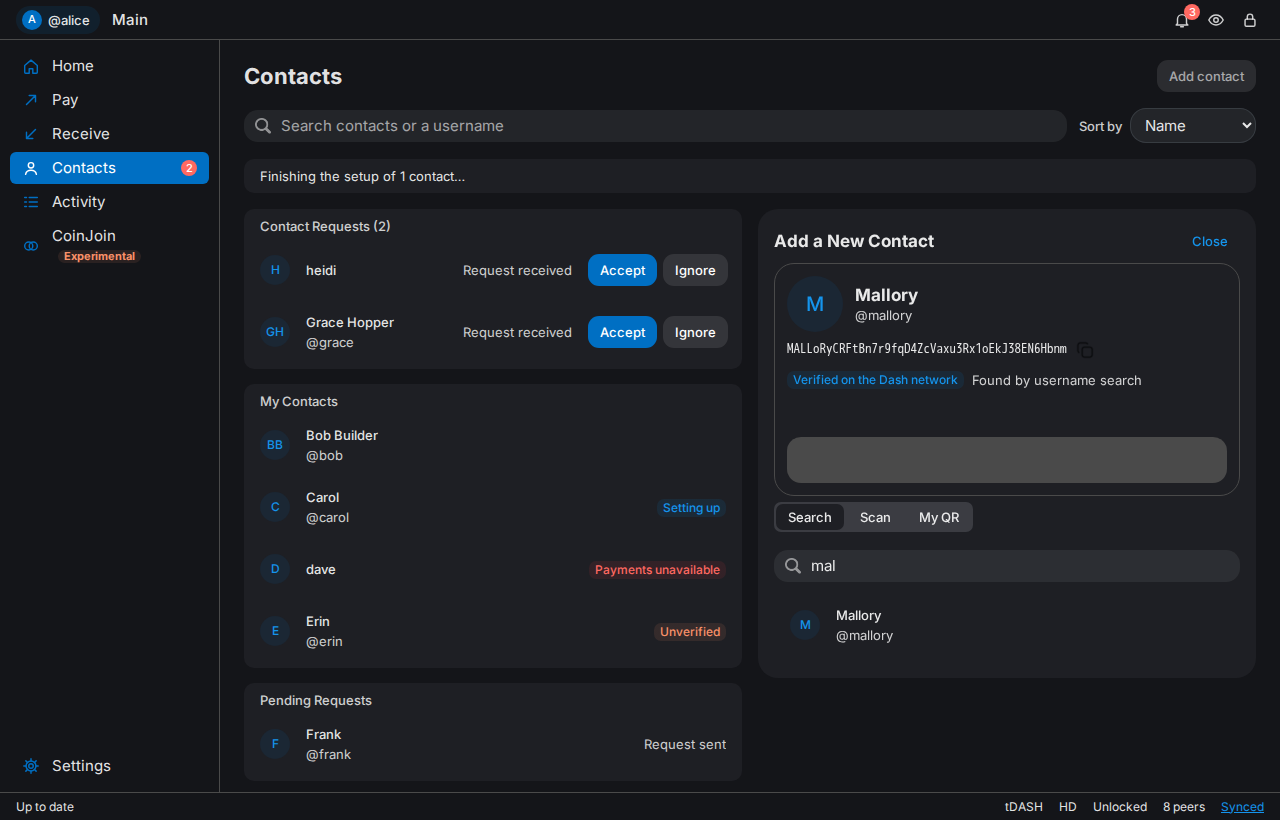 A @alice Main 3
Home
Pay
Receive
Contacts 2
Activity
CoinJoin
Experimental
Settings
Contacts
Add contact
Search contacts or a username
Sort by Name
Finishing the setup of 1 contact...
Contact Requests (2)
H heidi Request received Accept Ignore
GH Grace Hopper
@grace
Request received Accept Ignore
My Contacts
BB Bob Builder
@bob
C Carol
@carol
Setting up
D dave Payments unavailable
E Erin
@erin
Unverified
Pending Requests
F Frank
@frank
Request sent
Add a New Contact Close
M Mallory
@mallory
MALLoRyCRFtBn7r9fqD4ZcVaxu3Rx1oEkJ38EN6Hbnm
Verified on the Dash network Found by username search
Search Scan My QR
mal
M Mallory
@mallory
Up to date
tDASH HD Unlocked 8 peers Synced